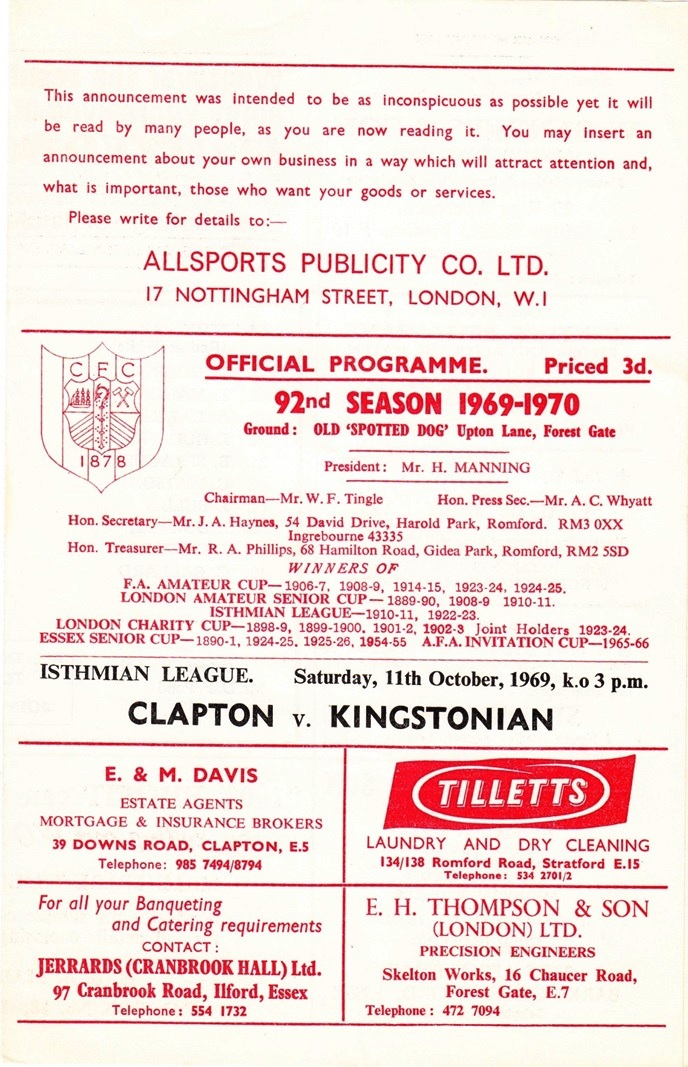 This announcement was intended to be as inconspicuous as possible yet it will
be read by many people, as you are now reading it. You may insert an
announcement about your own business in a way which will attract attention and,
what is important, those who want your goods or services.
Please write for details to:—
ALLSPORTS PUBLICITY CO. LTD.
17 NOTTINGHAM STREET, LONDON, W.1
CFC
1878
OFFICIAL PROGRAMME. Priced 3d.
92nd SEASON 1969-1970
Ground: OLD 'SPOTTED DOG' Upton Lane, Forest Gate
President: Mr. H. MANNING
Chairman—Mr. W. F. Tingle Hon. Press Sec.—Mr. A. C. Whyatt
Hon. Secretary—Mr. J. A. Haynes, 54 David Drive, Harold Park, Romford. RM3 0XX
Ingrebourne 43335
Hon. Treasurer—Mr. R. A. Phillips, 68 Hamilton Road, Gidea Park, Romford, RM2 5SD
WINNERS OF
F.A. AMATEUR CUP—1906-7, 1908-9, 1914-15, 1923-24, 1924-25.
LONDON AMATEUR SENIOR CUP—1889-90, 1908-9 1910-11.
ISTHMIAN LEAGUE—1910-11, 1922-23.
LONDON CHARITY CUP—1898-9, 1899-1900, 1901-2, 1902-3 Joint Holders 1923-24.
ESSEX SENIOR CUP—1890-1, 1924-25, 1925-26, 1954-55 A.F.A. INVITATION CUP—1965-66
ISTHMIAN LEAGUE. Saturday, 11th October, 1969, k.o 3 p.m.
CLAPTON v. KINGSTONIAN
E. & M. DAVIS
ESTATE AGENTS
MORTGAGE & INSURANCE BROKERS
39 DOWNS ROAD, CLAPTON, E.5
Telephone: 985 7494/8794
TILLETTS
LAUNDRY AND DRY CLEANING
134/138 Romford Road, Stratford E.15
Telephone: 534 2701/2
For all your Banqueting
and Catering requirements
CONTACT:
JERRARDS (CRANBROOK HALL) Ltd.
97 Cranbrook Road, Ilford, Essex
Telephone: 554 1732
E. H. THOMPSON & SON
(LONDON) LTD.
PRECISION ENGINEERS
Skelton Works, 16 Chaucer Road,
Forest Gate, E.7
Telephone: 472 7094